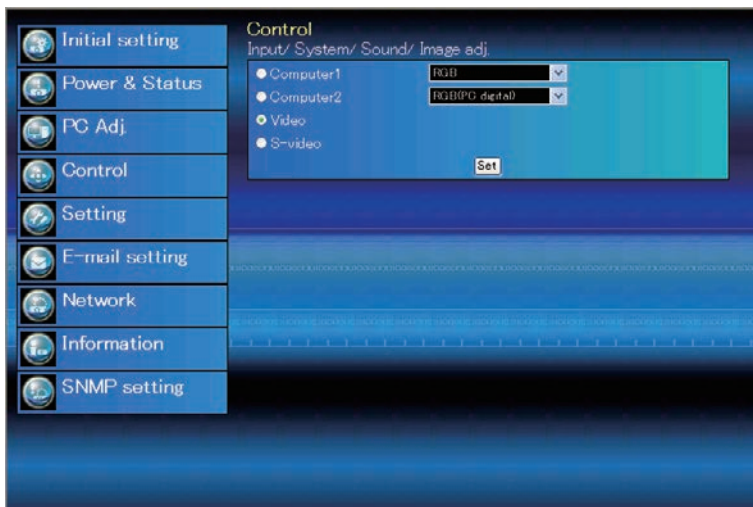 Initial setting
Power & Status
PC Adj.
Control
Setting
E-mail setting
Network
Information
SNMP setting
Control
Input/ System/ Sound/ Image adj.
Computer1 RGB
Computer2 RGB(PC digital)
Video
S-video
Set